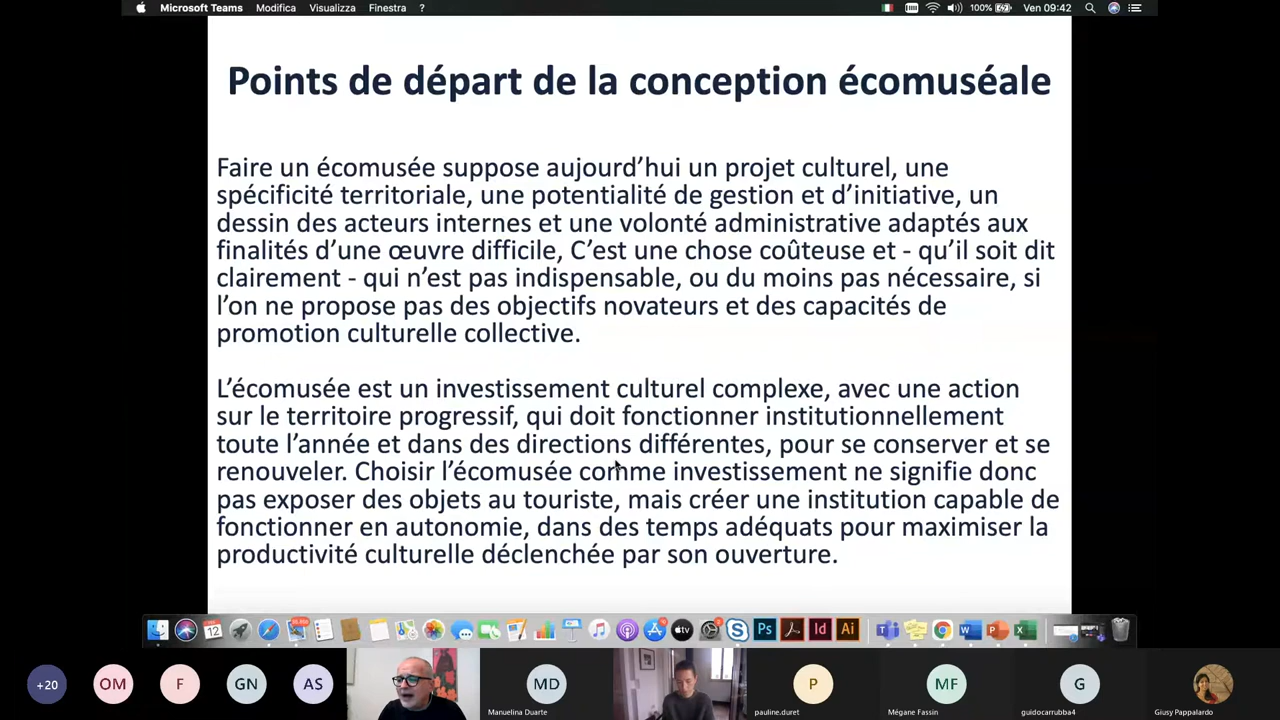 Microsoft Teams Modifica Visualizza Finestra ? 100% Ven 09:42
Points de départ de la conception écomuséale
Faire un écomusée suppose aujourd’hui un projet culturel, une
spécificité territoriale, une potentialité de gestion et d’initiative, un
dessin des acteurs internes et une volonté administrative adaptés aux
finalités d’une œuvre difficile, C’est une chose coûteuse et - qu’il soit dit
clairement - qui n’est pas indispensable, ou du moins pas nécessaire, si
l’on ne propose pas des objectifs novateurs et des capacités de
promotion culturelle collective.
L’écomusée est un investissement culturel complexe, avec une action
sur le territoire progressif, qui doit fonctionner institutionnellement
toute l’année et dans des directions différentes, pour se conserver et se
renouveler. Choisir l’écomusée comme investissement ne signifie donc
pas exposer des objets au touriste, mais créer une institution capable de
fonctionner en autonomie, dans des temps adéquats pour maximiser la
productivité culturelle déclenchée par son ouverture.
12 tv Ps Id Ai
+20 OM F GN AS MD P MF G
Manuelina Duarte pauline.duret Mégane Fassin guidocarrubba4 Giusy Pappalardo